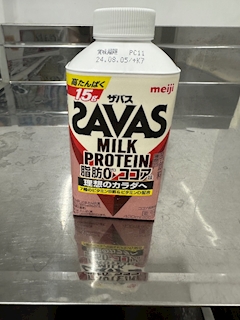 賞味期限 PC11
24.08.05/*K7
高たんぱく
15g
meiji
ザバス
SAVAS
MILK
PROTEIN
脂肪0 ココア
理想のカラダへ